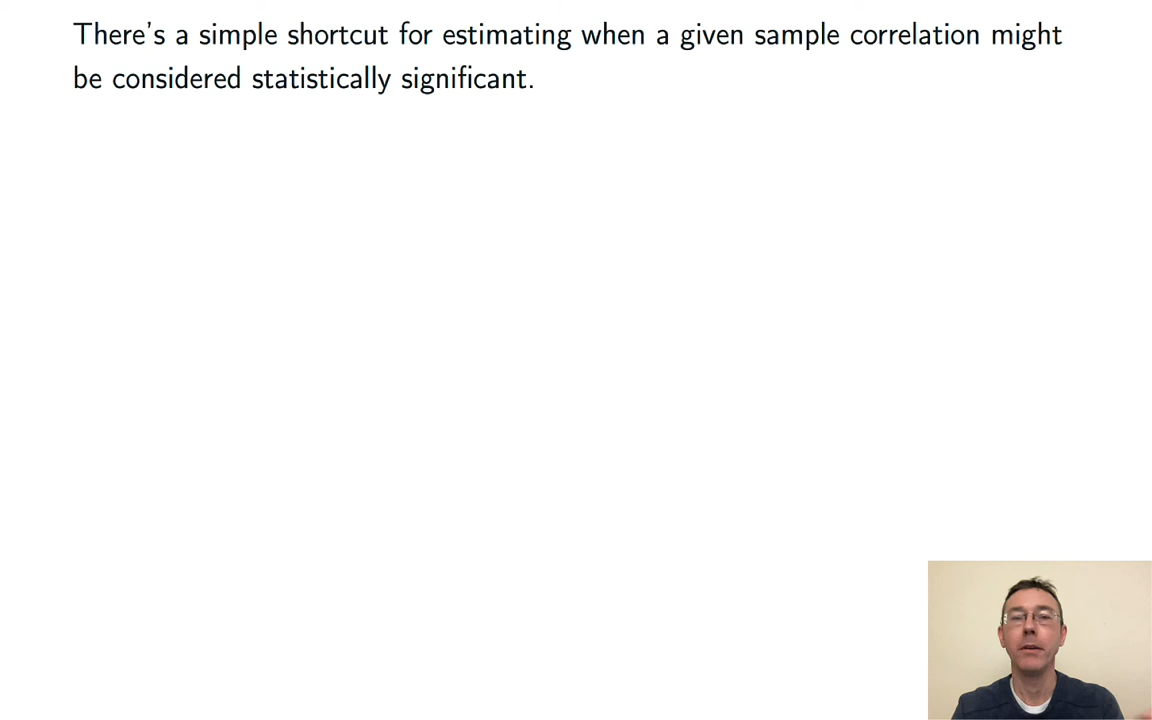 There's a simple shortcut for estimating when a given sample correlation might
be considered statistically significant.